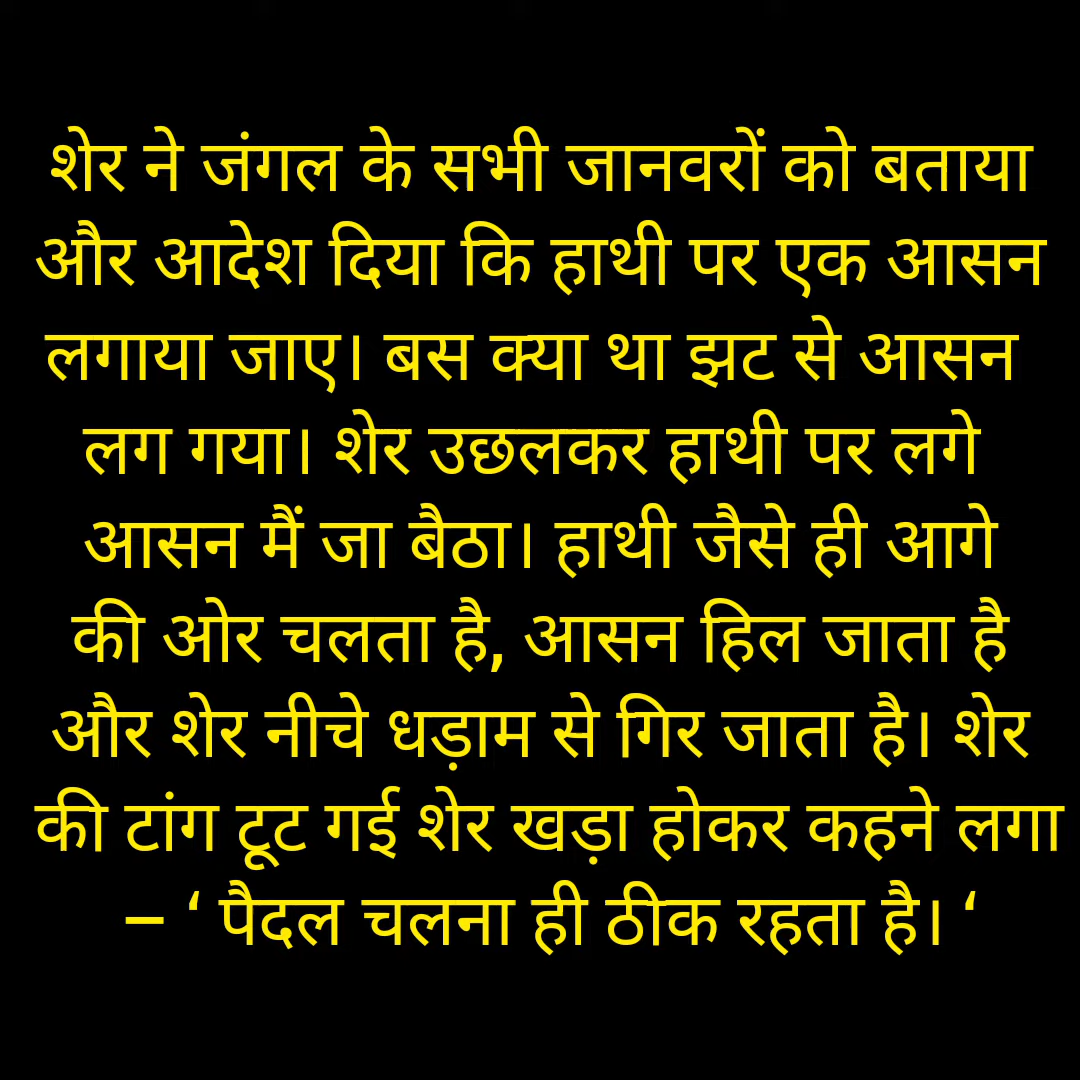 शेर ने जंगल के सभी जानवरों को बताया
और आदेश दिया कि हाथी पर एक आसन
लगाया जाए। बस क्या था झट से आसन
लग गया। शेर उछलकर हाथी पर लगे
आसन मैं जा बैठा। हाथी जैसे ही आगे
की ओर चलता है, आसन हिल जाता है
और शेर नीचे धड़ाम से गिर जाता है। शेर
की टांग टूट गई शेर खड़ा होकर कहने लगा
– ‘ पैदल चलना ही ठीक रहता है। ‘